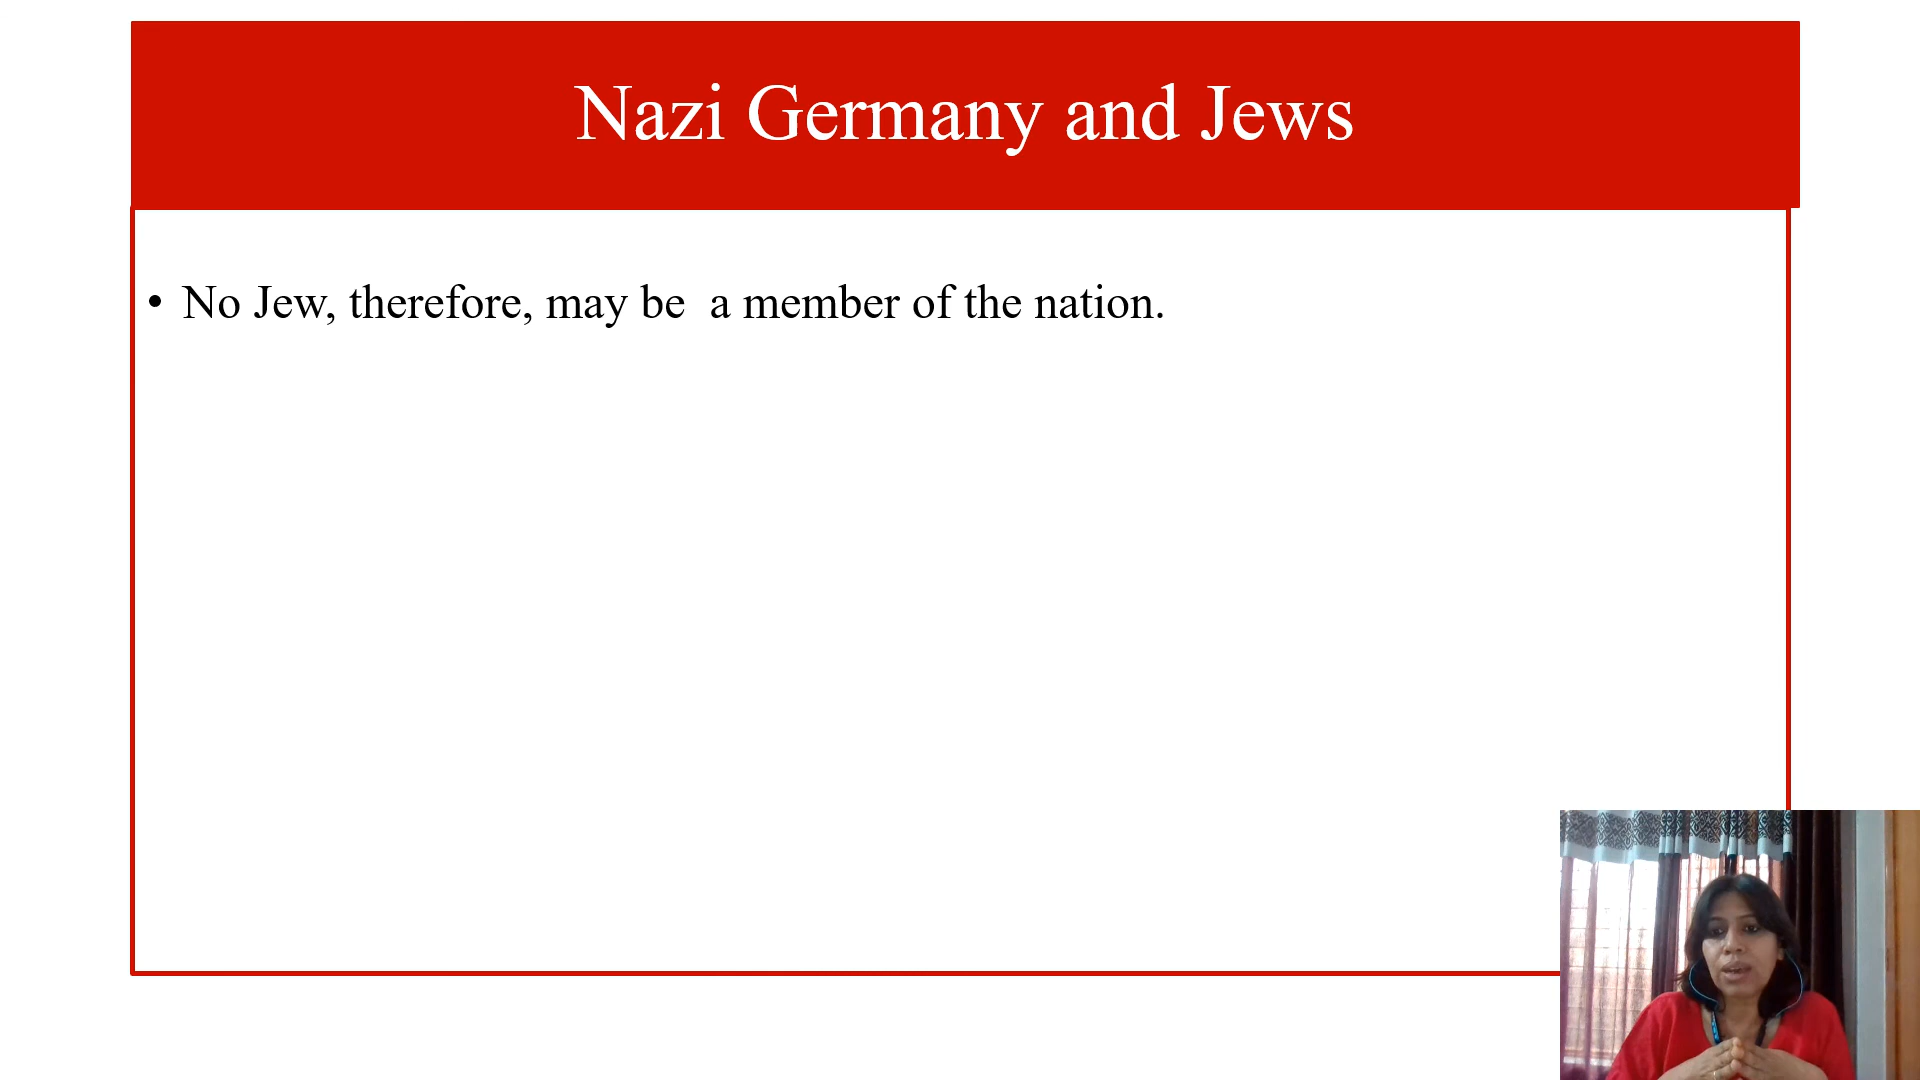 Nazi Germany and Jews
• No Jew, therefore, may be  a member of the nation.